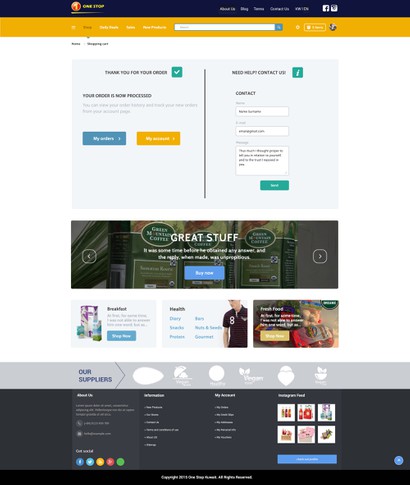 ONE STOP
About Us Blog Terms Contact Us KW | EN
Shop Daily Deals Sales New Products
Home Shopping cart
THANK YOU FOR YOUR ORDER
YOUR ORDER IS NOW PROCESSED
You can view your order history and track your new orders
from your account page.
My orders
My account
NEED HELP? CONTACT US!
CONTACT
Name
Name Surname
E-mail
Message
Thus much I thought proper to
tell you in relation to yourself
and to the trust I reposed in
you.
Send
GREAT STUFF
It was some time before he obtained any answer, and
the reply, when made, was unpropitious.
Buy now
GREEN MOUNTAIN COFFEE
Breakfast
At first, for some time,
I was not able to answer
him one word, but as...
Shop Now
Health
Diary Bars
Snacks Nuts & Seeds
Protein Gourmet
8
Fresh Food
At first, for some time,
I was not able to answer
him one word, but as...
Shop Now
OUR
SUPPLIERS
Vegan
About Us
Information
New Products
Our Stores
Contact Us
Terms and conditions of use
About Us
Sitemap
My Account
My Orders
My Credit Slips
My Addresses
My Personal Info
My Vouchers
Instagram Feed
Get social
Copyright 2015 One Stop Kuwait. All Rights Reserved.